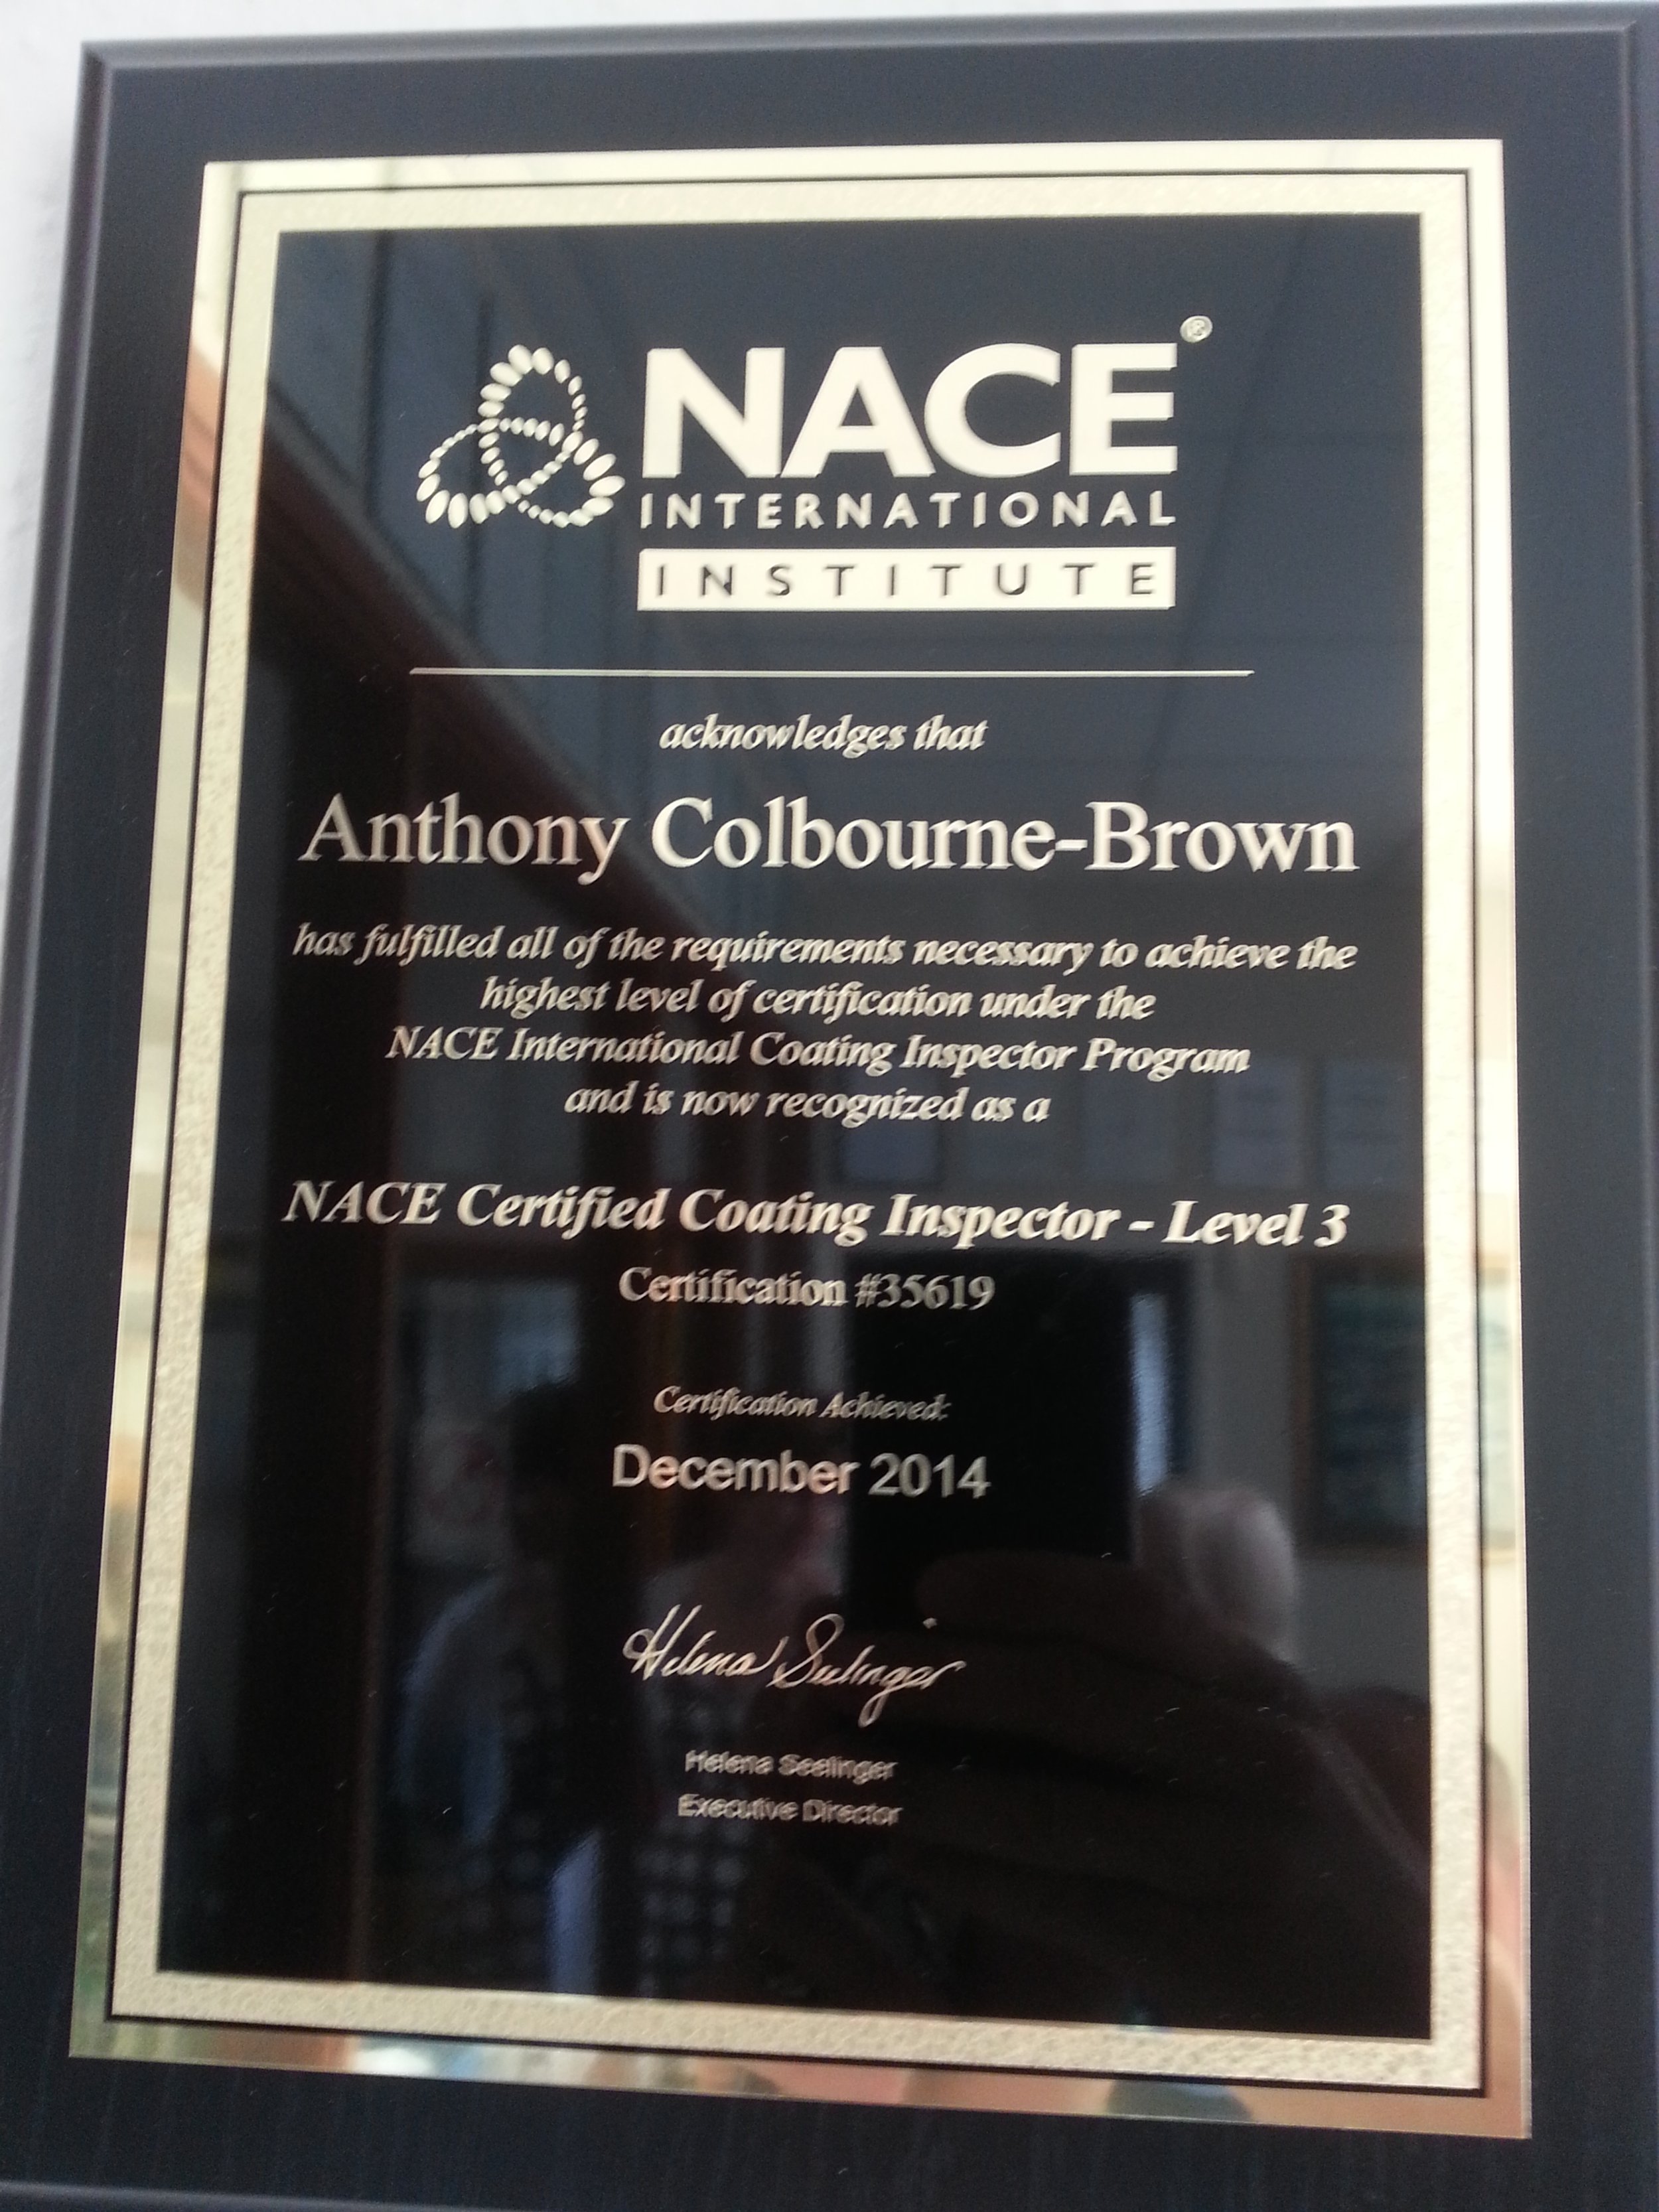 NACE®
INTERNATIONAL
INSTITUTE
acknowledges that
Anthony Colbourne-Brown
has fulfilled all of the requirements necessary to achieve the
highest level of certification under the
NACE International Coating Inspector Program
and is now recognized as a
NACE Certified Coating Inspector - Level 3
Certification #35619
Certification Achieved:
December 2014
Helena Seelinger
Helena Seelinger
Executive Director